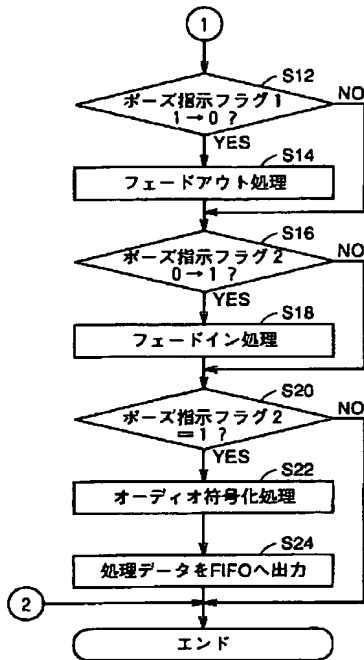 1
S12
ポーズ指示フラグ1
1→0 ?
NO
YES
S14
フェードアウト処理
S16
ポーズ指示フラグ2
0→1 ?
NO
YES
S18
フェードイン処理
S20
ポーズ指示フラグ2
=1 ?
NO
YES
S22
オーディオ符号化処理
S24
処理データをFIFOへ出力
2
エンド